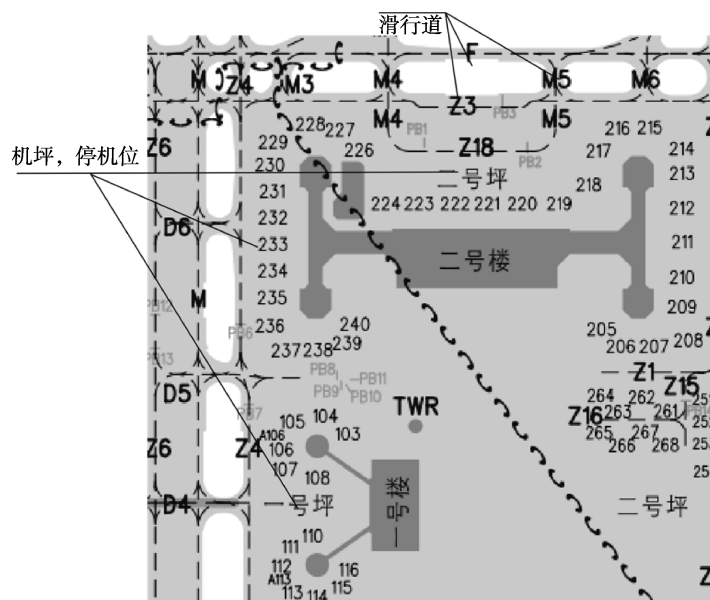 滑行道
F
M Z4 M3 M4 M5 M6
Z3
PB3
M4 M5
228 227 PB1 216 215
Z6 229 226 Z18 217 214
机坪，停机位 PB2
230 二号坪 213
231 218
224 223 222 221 220 219 212
232
D6
233 二号楼 211
234 210
M 235 209
PB12
236 240 205
PB6
237 238 239 206 207 208
PB13
PB8 PB11 Z1
PB9 PB10 Z15
D5 264 262
PB7 104 TWR Z16 263 261
105 103 265 267
A106
Z6 Z4 106 266 268
107 108
D4 一号坪 一号楼 二号坪
110
111
112 116
A113 115
113 114